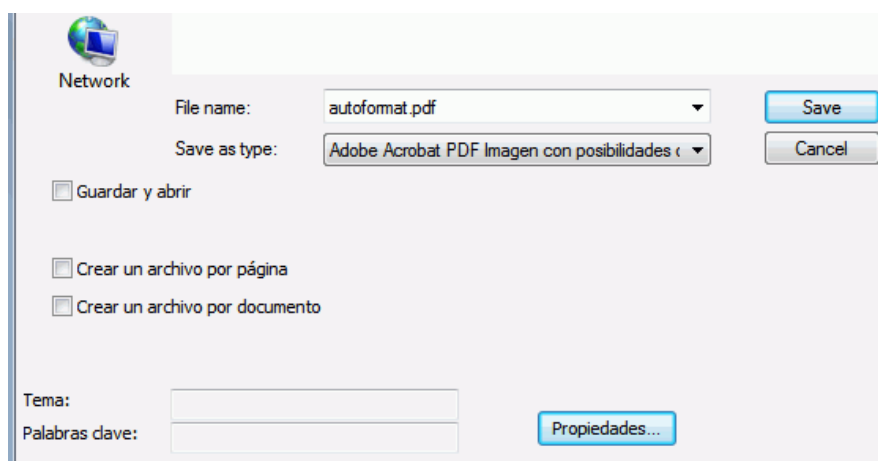 Network
File name: autoformat.pdf Save
Save as type: Adobe Acrobat PDF Imagen con posibilidades Cancel
Guardar y abrir
Crear un archivo por página
Crear un archivo por documento
Tema:
Palabras clave: Propiedades...